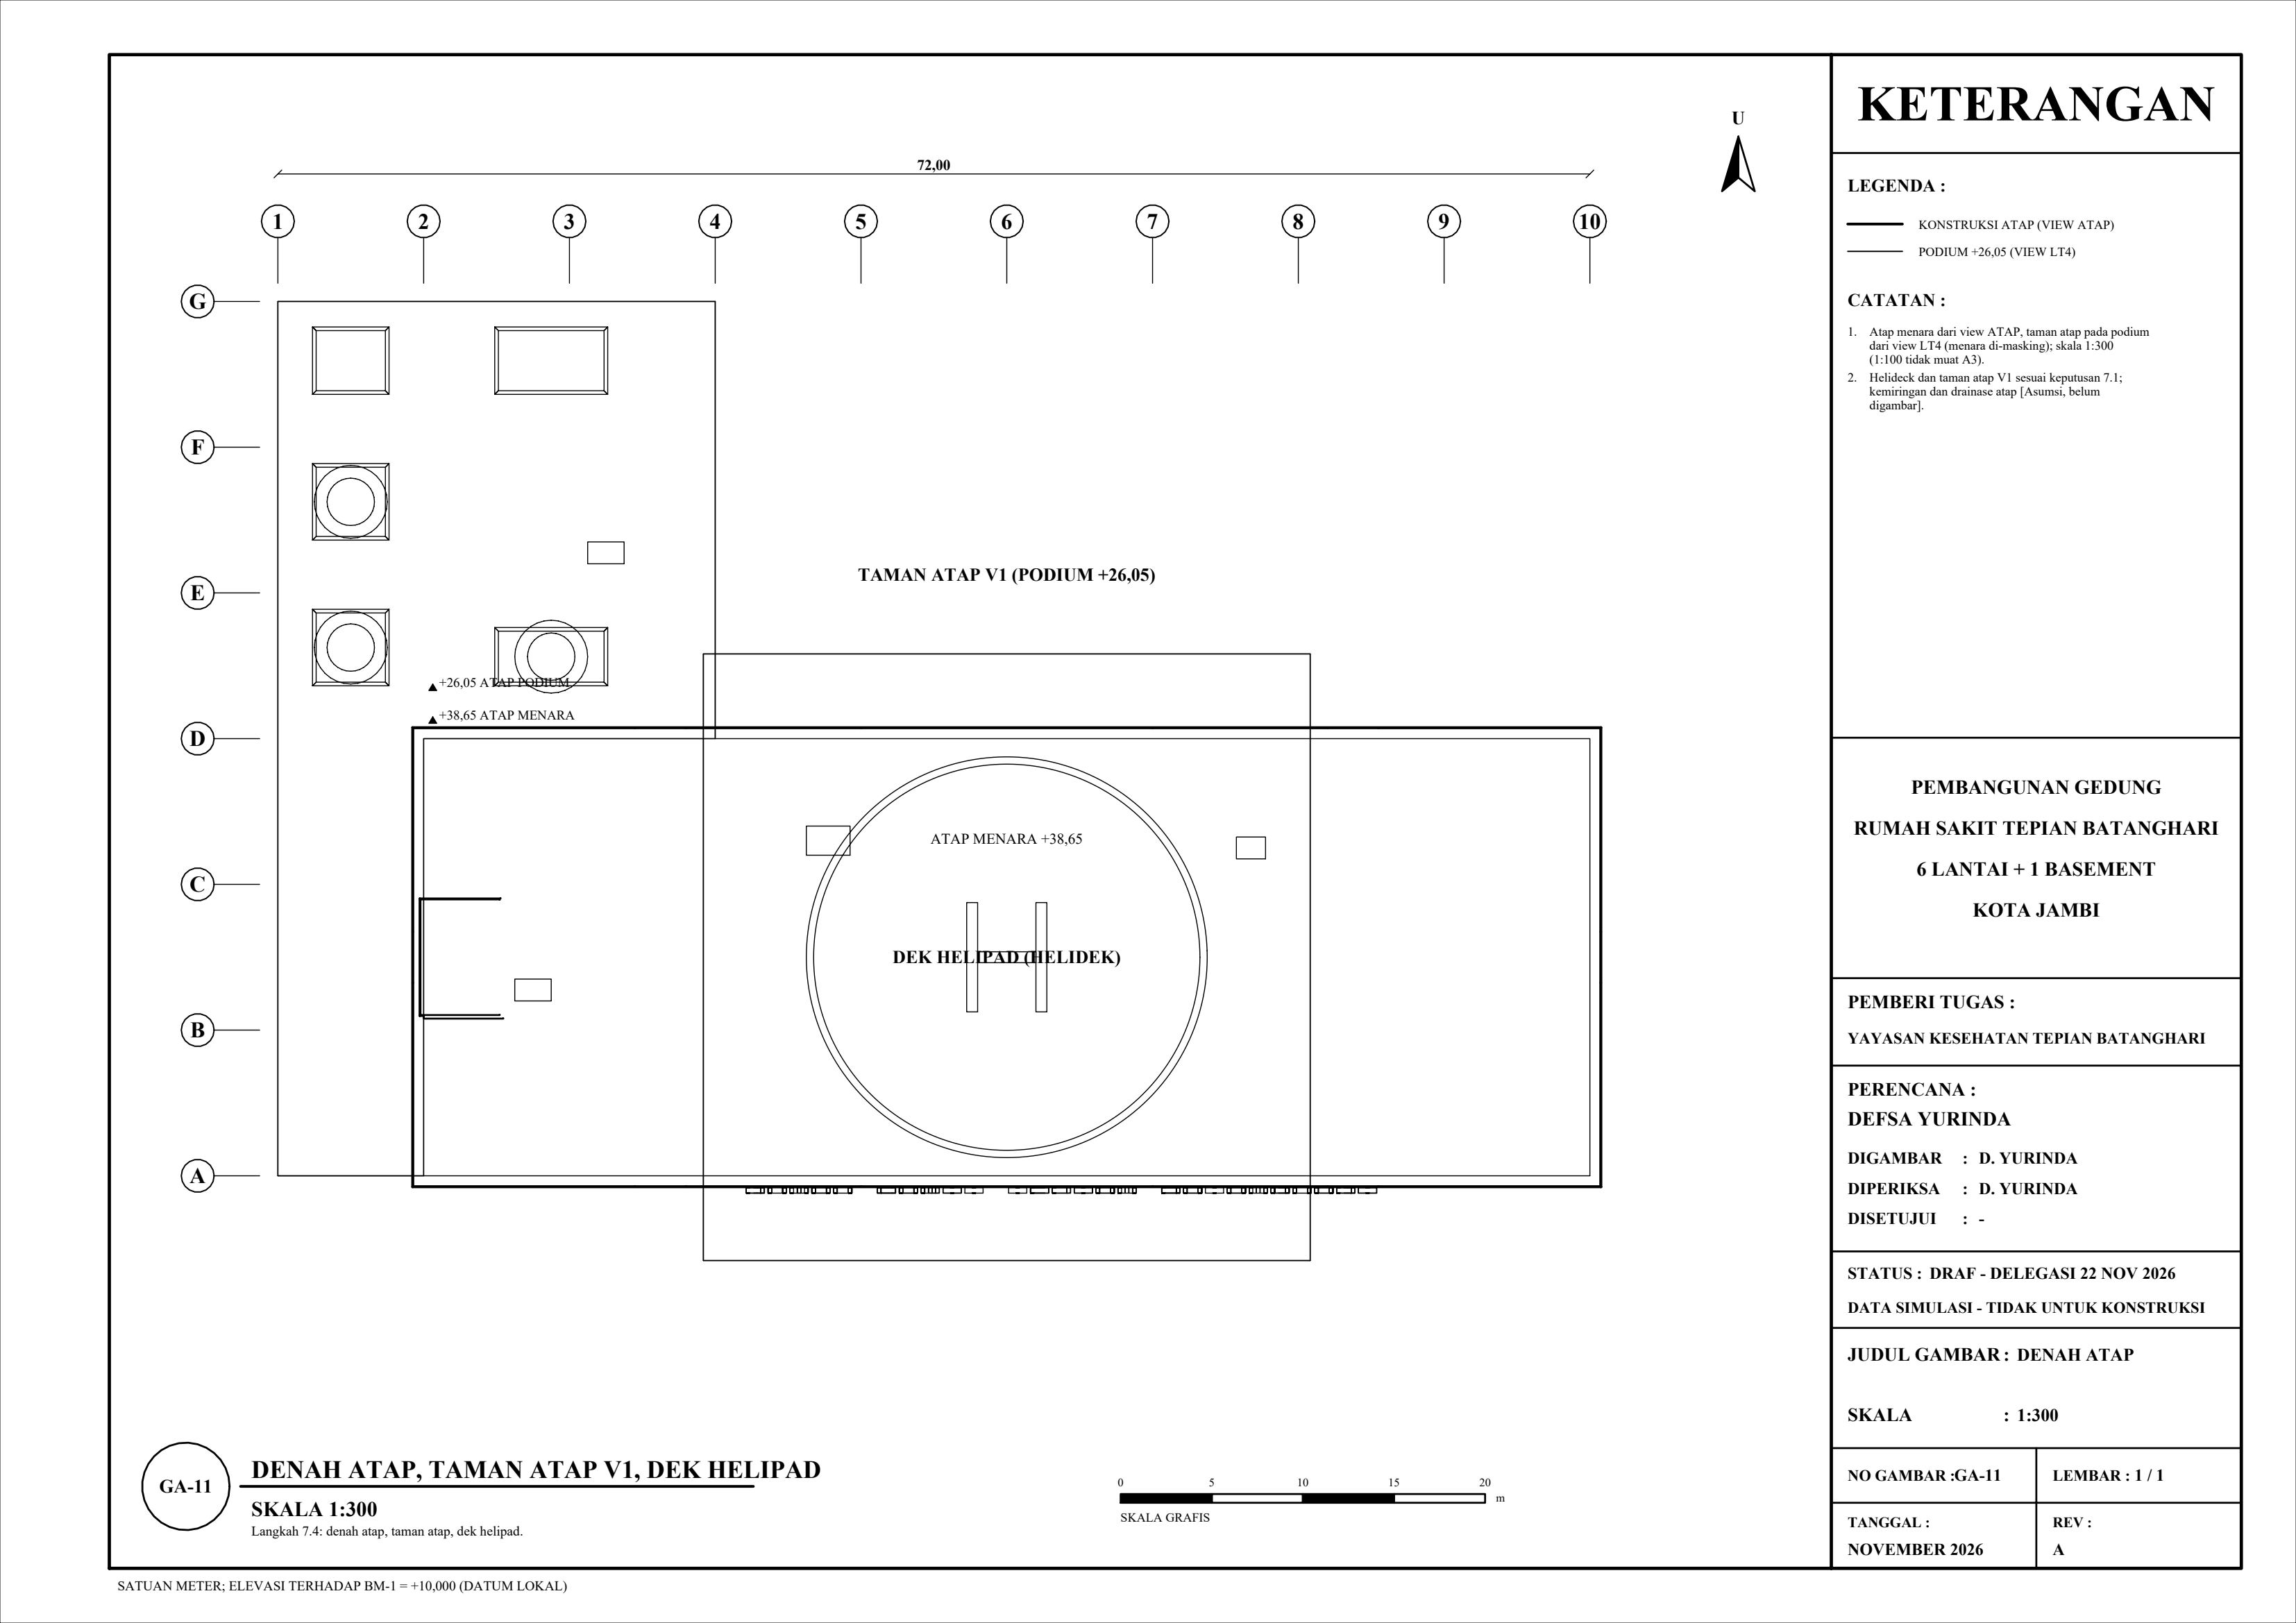 72,00
U
1 2 3 4 5 6 7 8 9 10
G
F
E
D
C
B
A
TAMAN ATAP V1 (PODIUM +26,05)
+26,05 ATAP PODIUM
+38,65 ATAP MENARA
ATAP MENARA +38,65
DEK HELIPAD (HELIDEK)
GA-11
DENAH ATAP, TAMAN ATAP V1, DEK HELIPAD
SKALA 1:300
Langkah 7.4: denah atap, taman atap, dek helipad.
0 5 10 15 20
m
SKALA GRAFIS
SATUAN METER; ELEVASI TERHADAP BM-1 = +10,000 (DATUM LOKAL)
KETERANGAN
LEGENDA :
KONSTRUKSI ATAP (VIEW ATAP)
PODIUM +26,05 (VIEW LT4)
CATATAN :
1. Atap menara dari view ATAP, taman atap pada podium
dari view LT4 (menara di-masking); skala 1:300
(1:100 tidak muat A3).
2. Helideck dan taman atap V1 sesuai keputusan 7.1;
kemiringan dan drainase atap [Asumsi, belum
digambar].
PEMBANGUNAN GEDUNG
RUMAH SAKIT TEPIAN BATANGHARI
6 LANTAI + 1 BASEMENT
KOTA JAMBI
PEMBERI TUGAS :
YAYASAN KESEHATAN TEPIAN BATANGHARI
PERENCANA :
DEFSA YURINDA
DIGAMBAR : D. YURINDA
DIPERIKSA : D. YURINDA
DISETUJUI : -
STATUS : DRAF - DELEGASI 22 NOV 2026
DATA SIMULASI - TIDAK UNTUK KONSTRUKSI
JUDUL GAMBAR : DENAH ATAP
SKALA : 1:300
NO GAMBAR :GA-11
LEMBAR : 1 / 1
TANGGAL :
NOVEMBER 2026
REV :
A